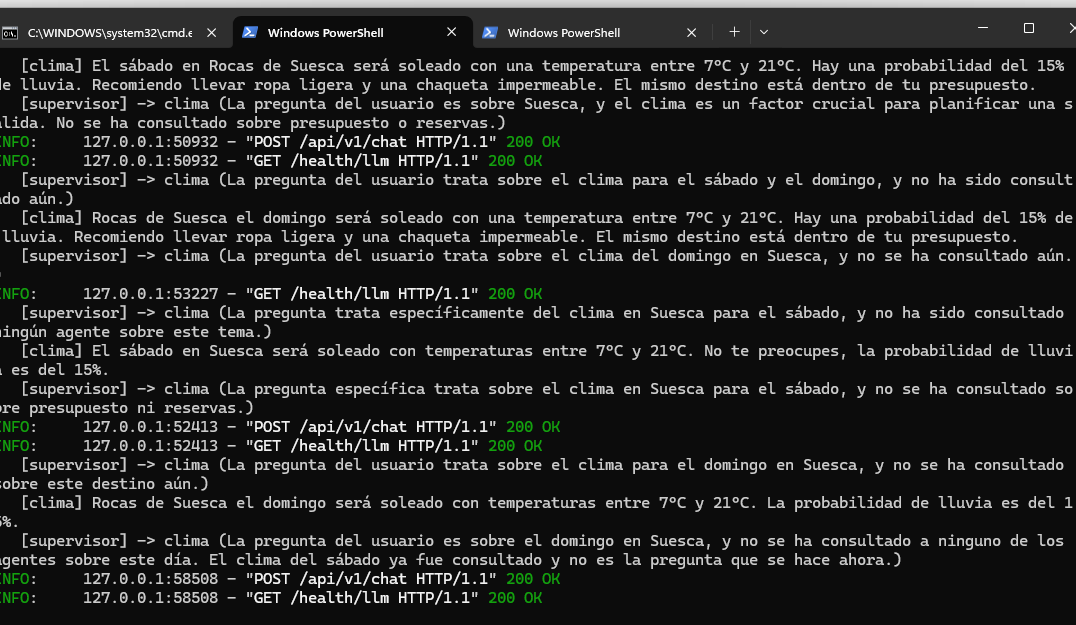 C:\WINDOWS\system32\cmd.e
Windows PowerShell
Windows PowerShell
[clima] El sábado en Rocas de Suesca será soleado con una temperatura entre 7°C y 21°C. Hay una probabilidad del 15%
de lluvia. Recomiendo llevar ropa ligera y una chaqueta impermeable. El mismo destino está dentro de tu presupuesto.
[supervisor] -> clima (La pregunta del usuario es sobre Suesca, y el clima es un factor crucial para planificar una s
alida. No se ha consultado sobre presupuesto o reservas.)
INFO: 127.0.0.1:50932 - "POST /api/v1/chat HTTP/1.1" 200 OK
INFO: 127.0.0.1:50932 - "GET /health/llm HTTP/1.1" 200 OK
[supervisor] -> clima (La pregunta del usuario trata sobre el clima para el sábado y el domingo, y no ha sido consult
ado aún.)
[clima] Rocas de Suesca el domingo será soleado con una temperatura entre 7°C y 21°C. Hay una probabilidad del 15% de
lluvia. Recomiendo llevar ropa ligera y una chaqueta impermeable. El mismo destino está dentro de tu presupuesto.
[supervisor] -> clima (La pregunta del usuario trata sobre el clima del domingo en Suesca, y no se ha consultado aún.
)
INFO: 127.0.0.1:53227 - "GET /health/llm HTTP/1.1" 200 OK
[supervisor] -> clima (La pregunta trata específicamente del clima en Suesca para el sábado, y no ha sido consultado
ningún agente sobre este tema.)
[clima] El sábado en Suesca será soleado con temperaturas entre 7°C y 21°C. No te preocupes, la probabilidad de lluvi
a es del 15%.
[supervisor] -> clima (La pregunta específica trata sobre el clima en Suesca para el sábado, y no se ha consultado so
bre presupuesto ni reservas.)
INFO: 127.0.0.1:52413 - "POST /api/v1/chat HTTP/1.1" 200 OK
INFO: 127.0.0.1:52413 - "GET /health/llm HTTP/1.1" 200 OK
[supervisor] -> clima (La pregunta del usuario trata sobre el clima para el domingo en Suesca, y no se ha consultado
sobre este destino aún.)
[clima] Rocas de Suesca el domingo será soleado con temperaturas entre 7°C y 21°C. La probabilidad de lluvia es del 1
5%.
[supervisor] -> clima (La pregunta del usuario es sobre el domingo en Suesca, y no se ha consultado a ninguno de los
agentes sobre este día. El clima del sábado ya fue consultado y no es la pregunta que se hace ahora.)
INFO: 127.0.0.1:58508 - "POST /api/v1/chat HTTP/1.1" 200 OK
INFO: 127.0.0.1:58508 - "GET /health/llm HTTP/1.1" 200 OK